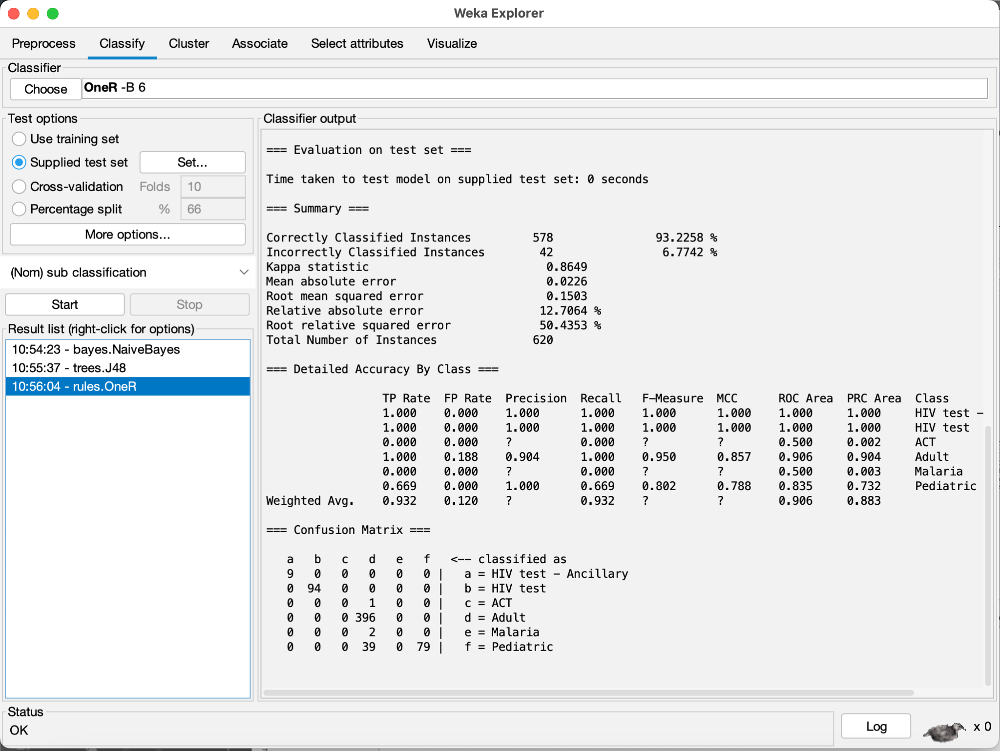 Weka Explorer
Preprocess Classify Cluster Associate Select attributes Visualize
Classifier
Choose OneR -B 6
Test options
Use training set
Supplied test set Set...
Cross-validation Folds 10
Percentage split % 66
More options...
(Nom) sub classification
Start Stop
Result list (right-click for options)
10:54:23 - bayes.NaiveBayes
10:55:37 - trees.J48
10:56:04 - rules.OneR
Classifier output
=== Evaluation on test set ===
Time taken to test model on supplied test set: 0 seconds
=== Summary ===
Correctly Classified Instances 578 93.2258 %
Incorrectly Classified Instances 42 6.7742 %
Kappa statistic 0.8649
Mean absolute error 0.0226
Root mean squared error 0.1503
Relative absolute error 12.7064 %
Root relative squared error 50.4353 %
Total Number of Instances 620
=== Detailed Accuracy By Class ===
TP Rate FP Rate Precision Recall F-Measure MCC ROC Area PRC Area Class
1.000 0.000 1.000 1.000 1.000 1.000 1.000 1.000 HIV test -
1.000 0.000 1.000 1.000 1.000 1.000 1.000 1.000 HIV test
0.000 0.000 ? 0.000 ? ? 0.500 0.002 ACT
1.000 0.188 0.904 1.000 0.950 0.857 0.906 0.904 Adult
0.000 0.000 ? 0.000 ? ? 0.500 0.003 Malaria
0.669 0.000 1.000 0.669 0.802 0.788 0.835 0.732 Pediatric
Weighted Avg. 0.932 0.120 ? 0.932 ? ? 0.906 0.883
=== Confusion Matrix ===
a b c d e f <-- classified as
9 0 0 0 0 0 | a = HIV test - Ancillary
0 94 0 0 0 0 | b = HIV test
0 0 0 1 0 0 | c = ACT
0 0 0 396 0 0 | d = Adult
0 0 0 2 0 0 | e = Malaria
0 0 0 39 0 79 | f = Pediatric
Status
OK
Log x 0